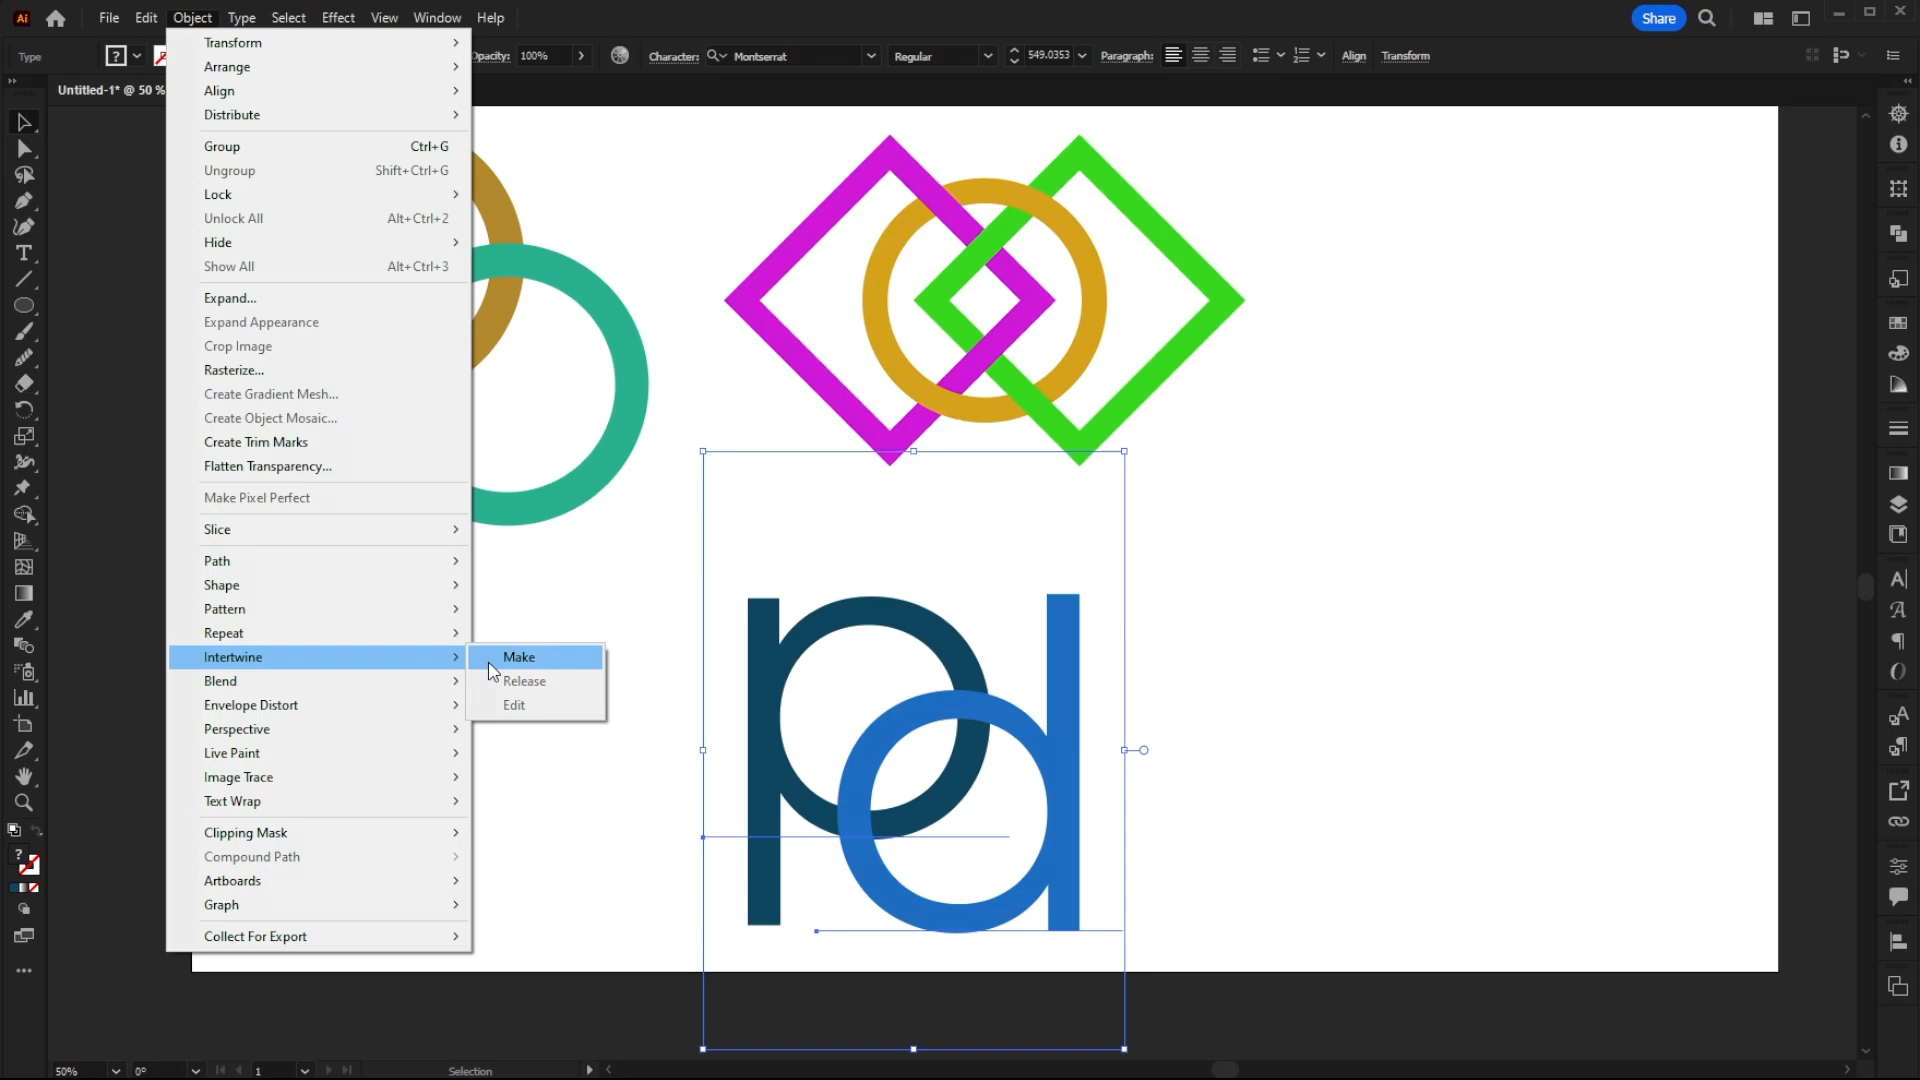 Ai File Edit Object Type Select Effect View Window Help Share
Type ? Opacity: 100% Character: Montserrat Regular 549.0353 Paragraph: Align Transform
Untitled-1* @ 50 %
Transform
Arrange
Align
Distribute
Group Ctrl+G
Ungroup Shift+Ctrl+G
Lock
Unlock All Alt+Ctrl+2
Hide
Show All Alt+Ctrl+3
Expand...
Expand Appearance
Crop Image
Rasterize...
Create Gradient Mesh...
Create Object Mosaic...
Create Trim Marks
Flatten Transparency...
Make Pixel Perfect
Slice
Path
Shape
Pattern
Repeat
Intertwine
Blend
Envelope Distort
Perspective
Live Paint
Image Trace
Text Wrap
Clipping Mask
Compound Path
Artboards
Graph
Collect For Export
Make
Release
Edit
p
d
50% 0° 1 Selection